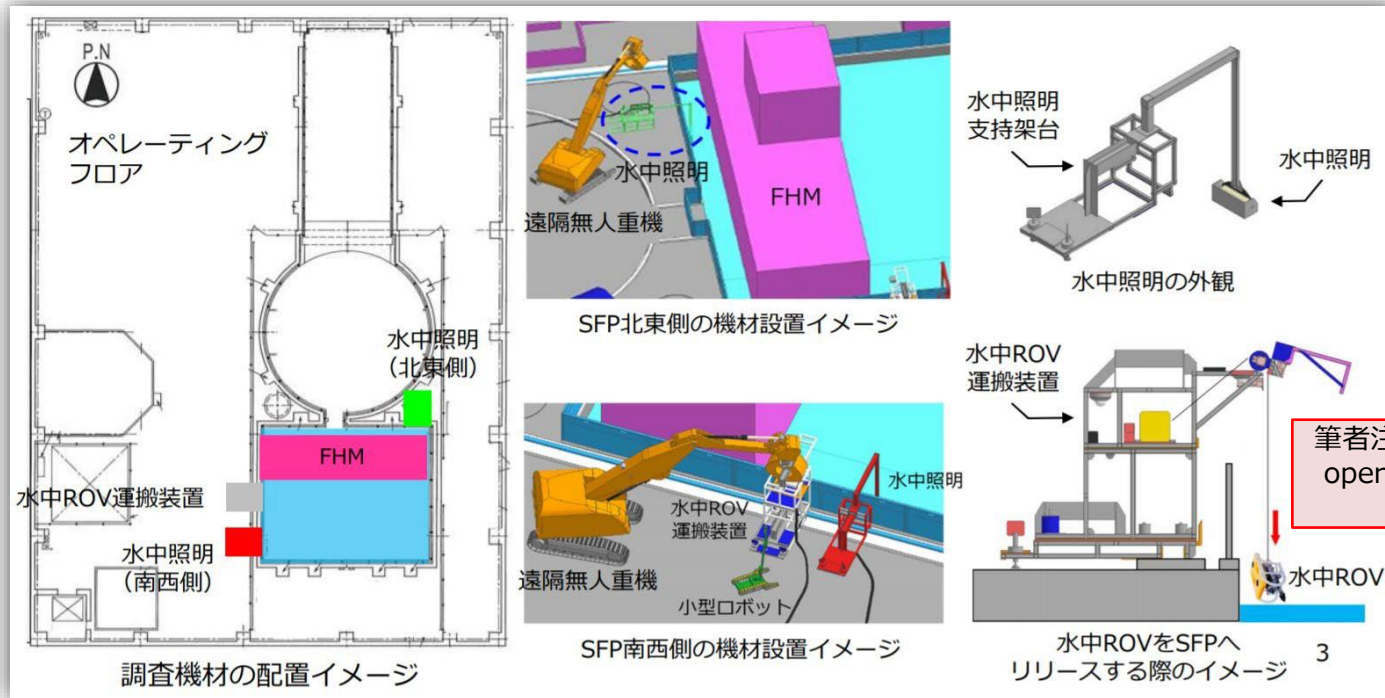 P.N
オペレーティング
フロア
水中照明
（北東側）
FHM
水中ROV運搬装置
水中照明
（南西側）
調査機材の配置イメージ
水中照明
遠隔無人重機
FHM
SFP北東側の機材設置イメージ
水中照明
水中ROV
運搬装置
遠隔無人重機
小型ロボット
SFP南西側の機材設置イメージ
水中照明
支持架台
水中照明
水中照明の外観
水中ROV
運搬装置
筆者注
open
水中ROV
水中ROVをSFPへ
リリースする際のイメージ
3